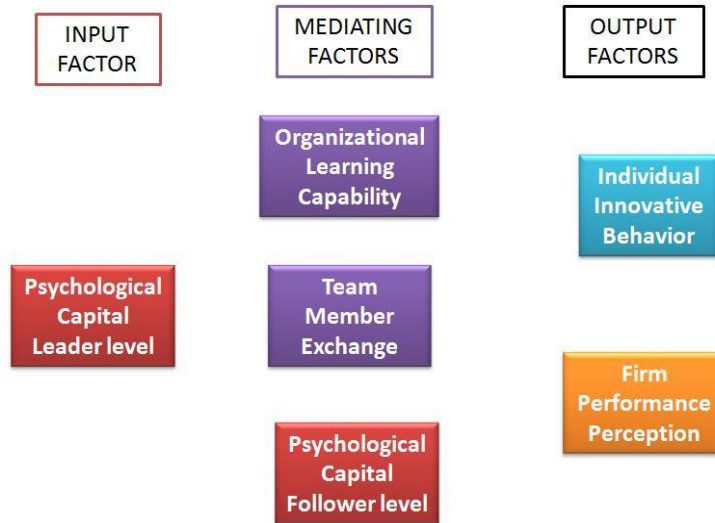 INPUT
FACTOR
MEDIATING
FACTORS
OUTPUT
FACTORS
Organizational
Learning
Capability
Individual
Innovative
Behavior
Psychological
Capital
Leader level
Team
Member
Exchange
Firm
Performance
Perception
Psychological
Capital
Follower level